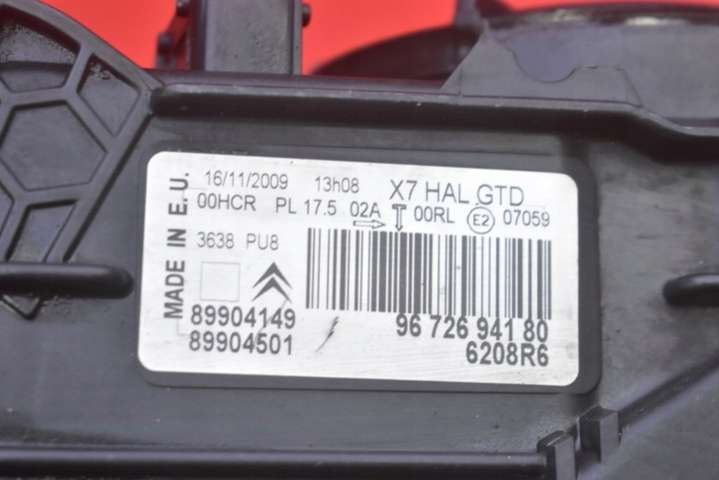 MADE IN E.U.
16/11/2009 13h08 X7 HAL GTD
00HCR PL 17.5 02A 00RL E2 07059
3638 PU8
89904149 96 726 941 80
89904501 6208R6